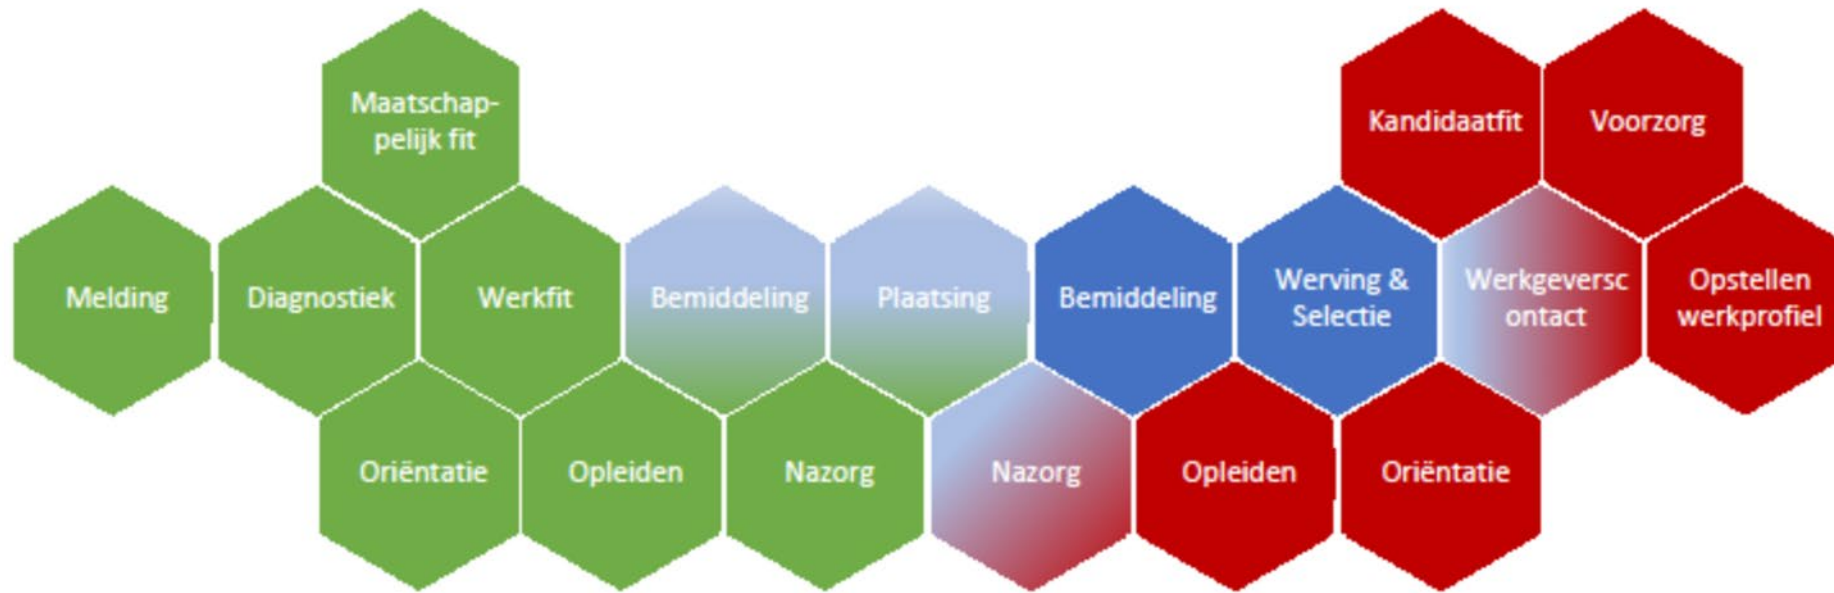 Maatschap-
pelijk fit
Kandidaatfit
Voorzorg
Melding
Diagnostiek
Werkfit
Bemiddeling
Plaatsing
Bemiddeling
Werving &
Selectie
Werkgeversc
ontact
Opstellen
werkprofiel
Oriëntatie
Opleiden
Nazorg
Nazorg
Opleiden
Oriëntatie